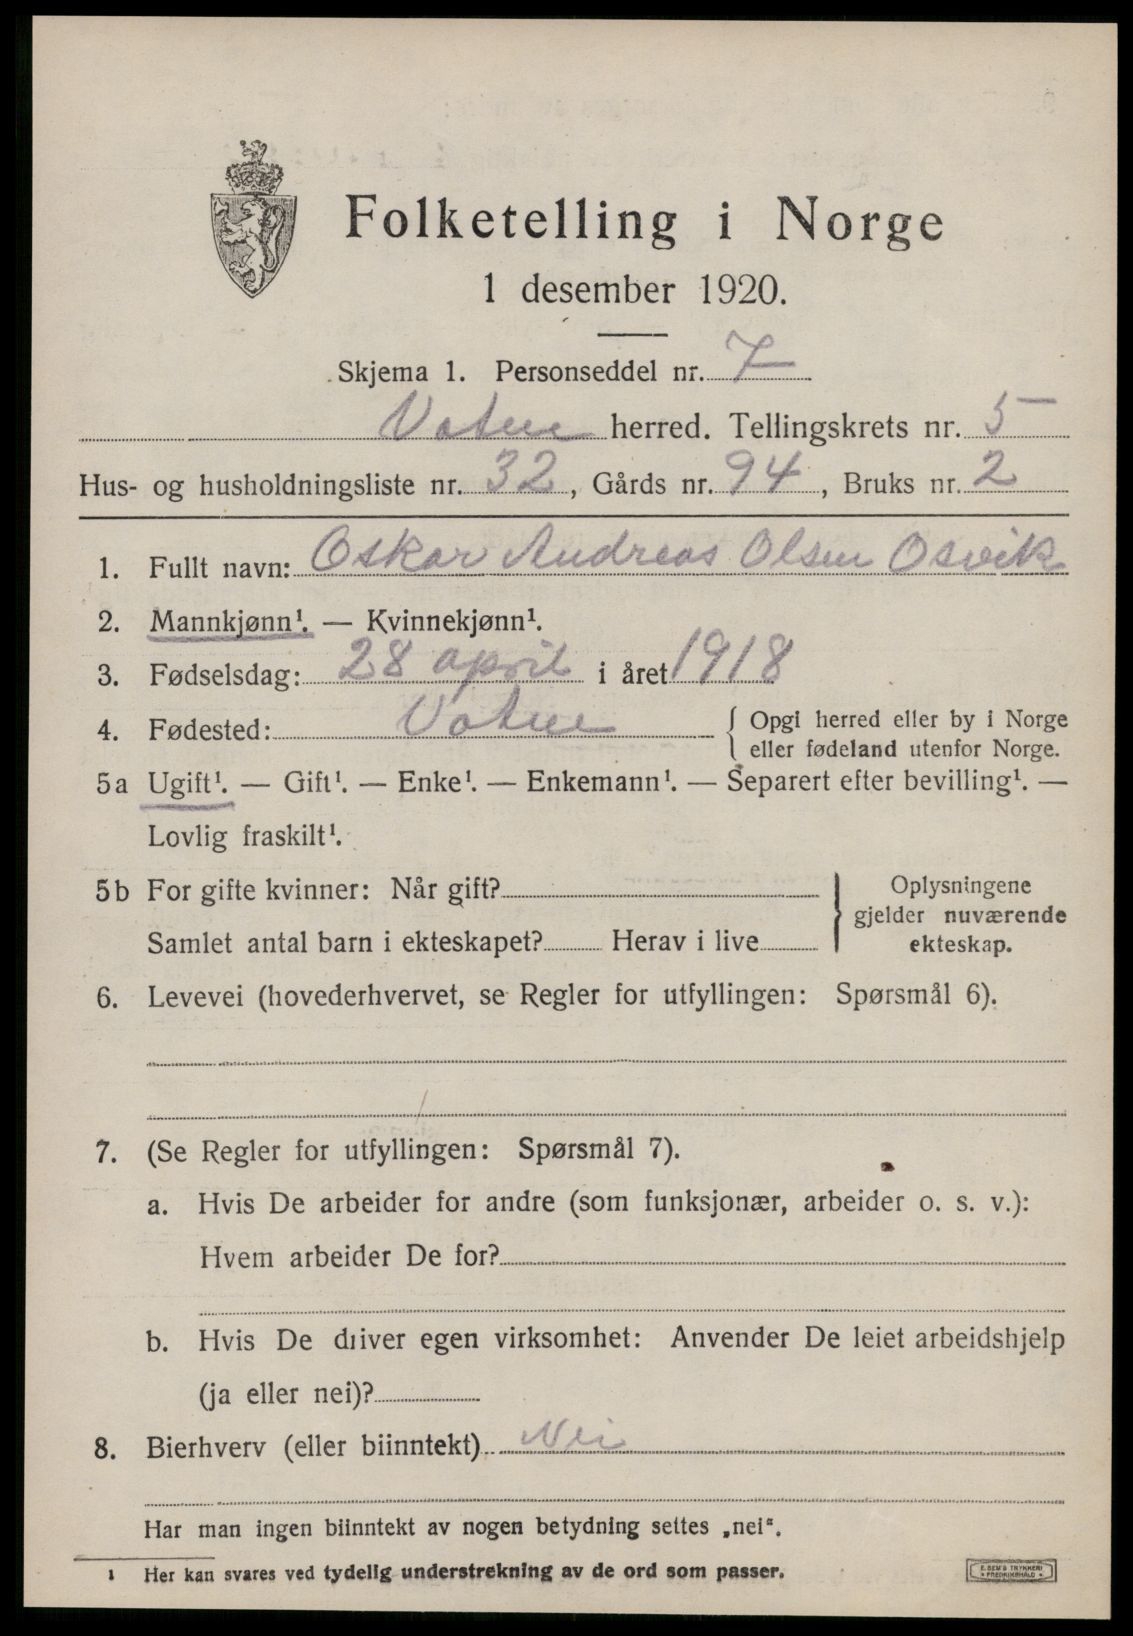 Folketelling i Norge
1 desember 1920.
Skjema 1. Personseddel nr. 7
Vatne herred. Tellingskrets nr. 5
Hus- og husholdningsliste nr. 32, Gårds nr. 94, Bruks nr. 2
1. Fullt navn: Oskar Andreas Olsen Osvik
2. Mannkjønn¹. — Kvinnekjønn¹.
3. Fødselsdag: 28 april i året 1918
4. Fødested: Vatne { Opgi herred eller by i Norge
eller fødeland utenfor Norge.
5a Ugift¹. — Gift¹. — Enke¹. — Enkemann¹. — Separert efter bevilling¹. —
Lovlig fraskilt¹.
5b For gifte kvinner: Når gift? } Oplysningene
gjelder nuværende
Samlet antal barn i ekteskapet? Herav i live ekteskap.
6. Levevei (hovederhvervet, se Regler for utfyllingen: Spørsmål 6).
7. (Se Regler for utfyllingen: Spørsmål 7).
a. Hvis De arbeider for andre (som funksjonær, arbeider o. s. v.):
Hvem arbeider De for?
b. Hvis De driver egen virksomhet: Anvender De leiet arbeidshjelp
(ja eller nei)?
8. Bierhverv (eller biinntekt) Nei
Har man ingen biinntekt av nogen betydning settes „nei“.
¹ Her kan svares ved tydelig understrekning av de ord som passer.
E. SEM'S TRYKKERI
FREDRIKSHALD